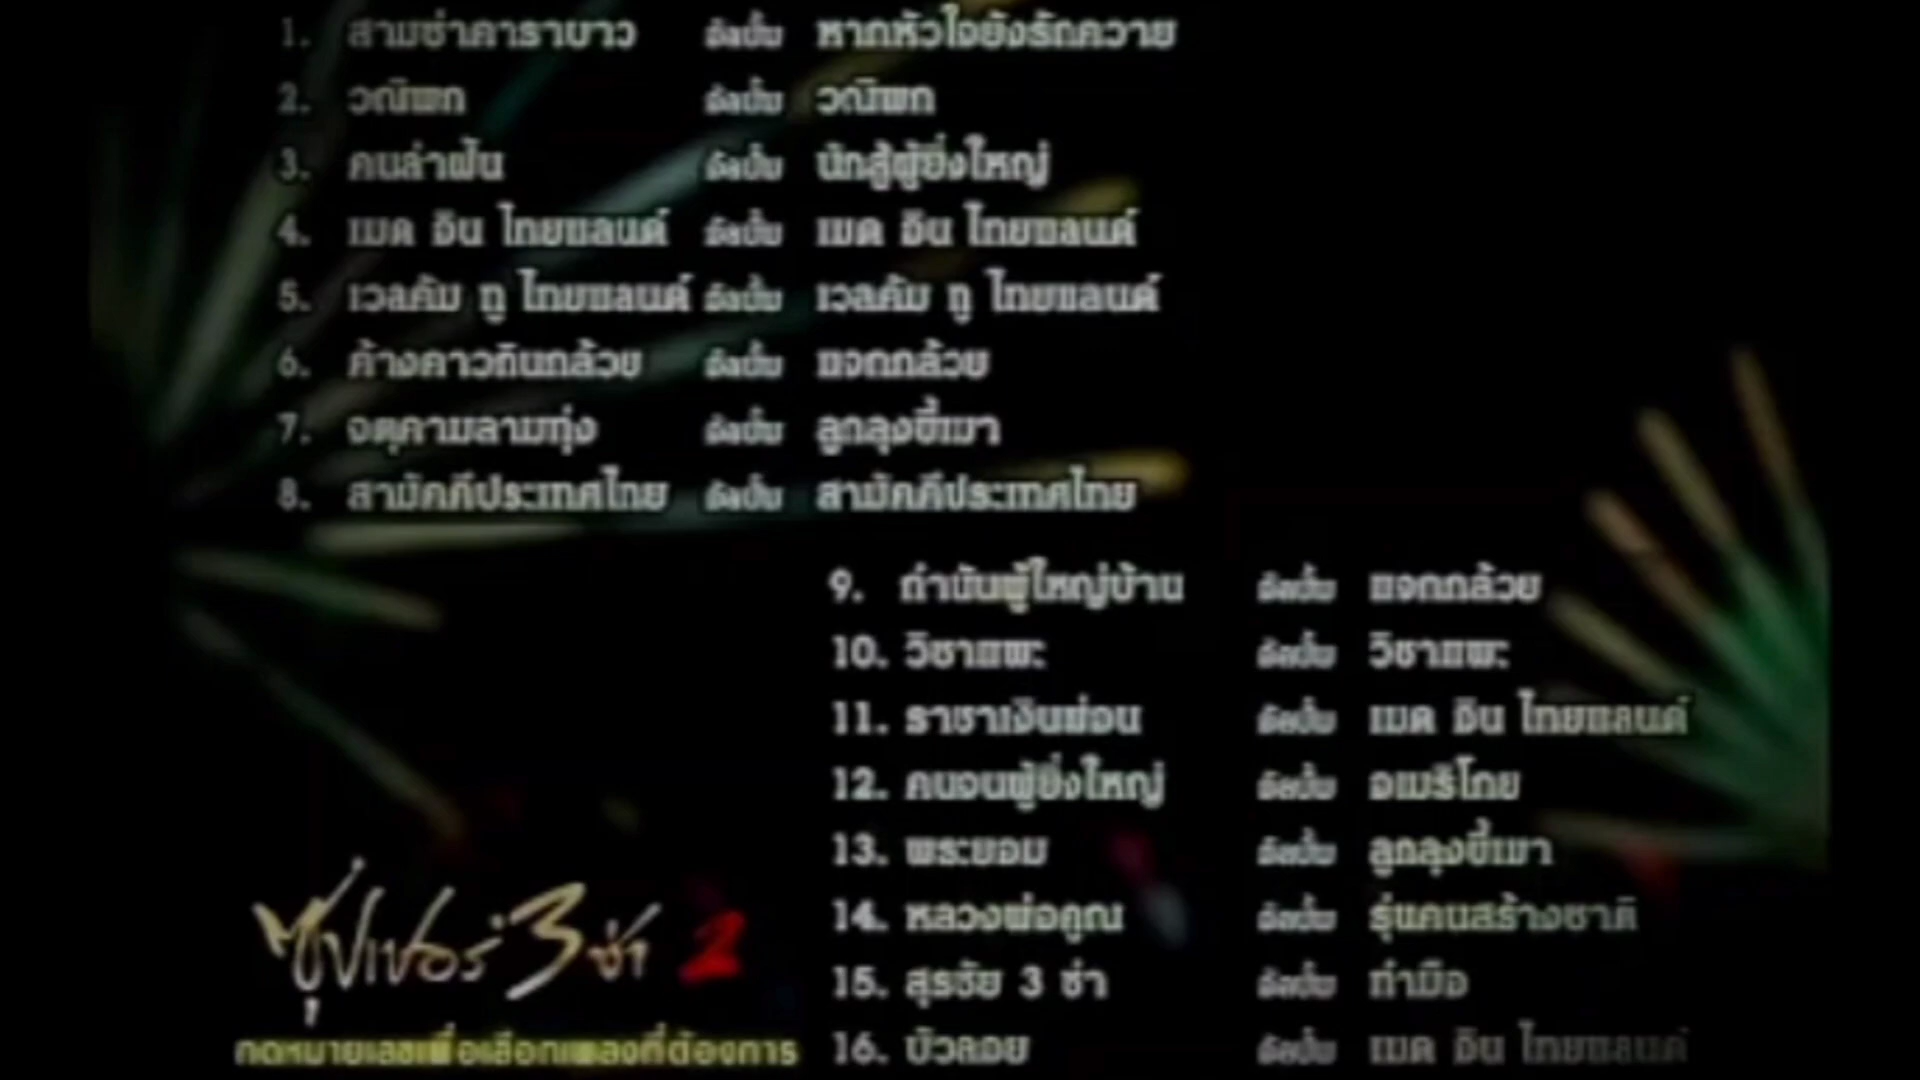 1. สามช่าคาราบาว อัลบั้ม หากหัวใจยังรักควาย
2. วณิพก อัลบั้ม วณิพก
3. คนล่าฝัน อัลบั้ม นักสู้ผู้ยิ่งใหญ่
4. เมด อิน ไทยแลนด์ อัลบั้ม เมด อิน ไทยแลนด์
5. เวลคัม ทู ไทยแลนด์ อัลบั้ม เวลคัม ทู ไทยแลนด์
6. ค้างคาวกินกล้วย อัลบั้ม แจกกล้วย
7. จตุคามลามทุ่ง อัลบั้ม ลูกลุงขี้เมา
8. สามัคคีประเทศไทย อัลบั้ม สามัคคีประเทศไทย
9. กำนันผู้ใหญ่บ้าน อัลบั้ม แจกกล้วย
10. วิชาแพะ อัลบั้ม วิชาแพะ
11. ราชาเงินผ่อน อัลบั้ม เมด อิน ไทยแลนด์
12. คนจนผู้ยิ่งใหญ่ อัลบั้ม อเมริโกย
13. พระยอม อัลบั้ม ลูกลุงขี้เมา
14. หลวงพ่อคูณ อัลบั้ม รุ่นคนสร้างชาติ
15. สุรชัย 3 ช่า อัลบั้ม กำมือ
16. บัวลอย อัลบั้ม เมด อิน ไทยแลนด์
ซุปเปอร์ 3 ช่า 2
กดหมายเลขเพื่อเลือกเพลงที่ต้องการ